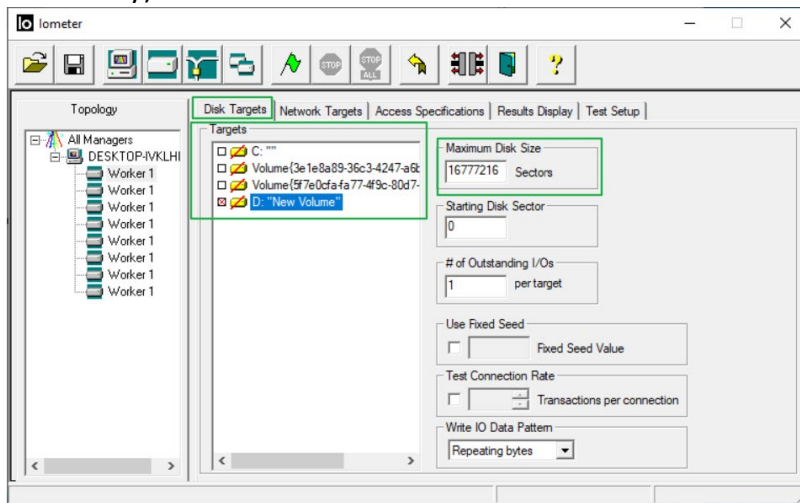 Iometer
STOP
STOP
ALL
?
Topology
All Managers
DESKTOP-IVKLHI
Worker 1
Worker 1
Worker 1
Worker 1
Worker 1
Worker 1
Worker 1
Worker 1
Disk Targets
Network Targets
Access Specifications
Results Display
Test Setup
Targets
C: ""
Volume{3e1e8a89-36c3-4247-a6b
Volume{5f7e0cfa-fa77-4f9c-80d7-
D: "New Volume"
Maximum Disk Size
16777216 Sectors
Starting Disk Sector
0
# of Outstanding I/Os
1 per target
Use Fixed Seed
Fixed Seed Value
Test Connection Rate
Transactions per connection
Write IO Data Pattern
Repeating bytes